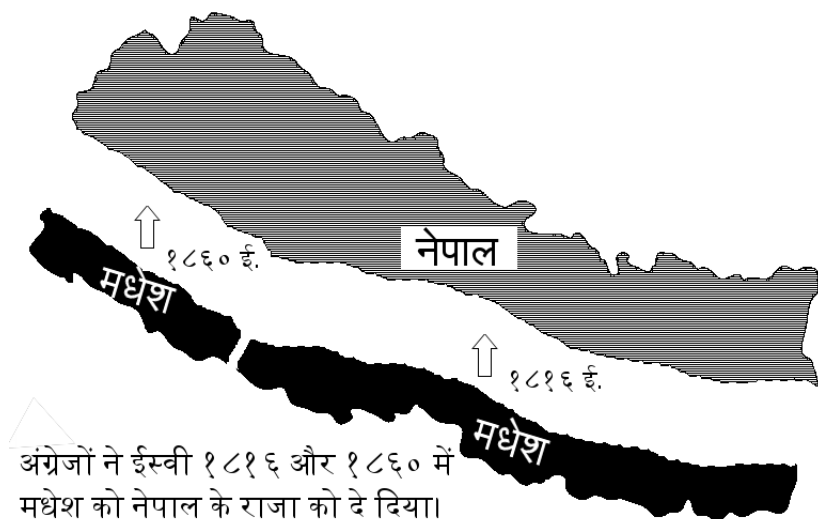 नेपाल
१८६० ई.
मधेश
१८१६ ई.
मधेश
अंग्रेजों ने ईस्वी १८१६ और १८६० में
मधेश को नेपाल के राजा को दे दिया।